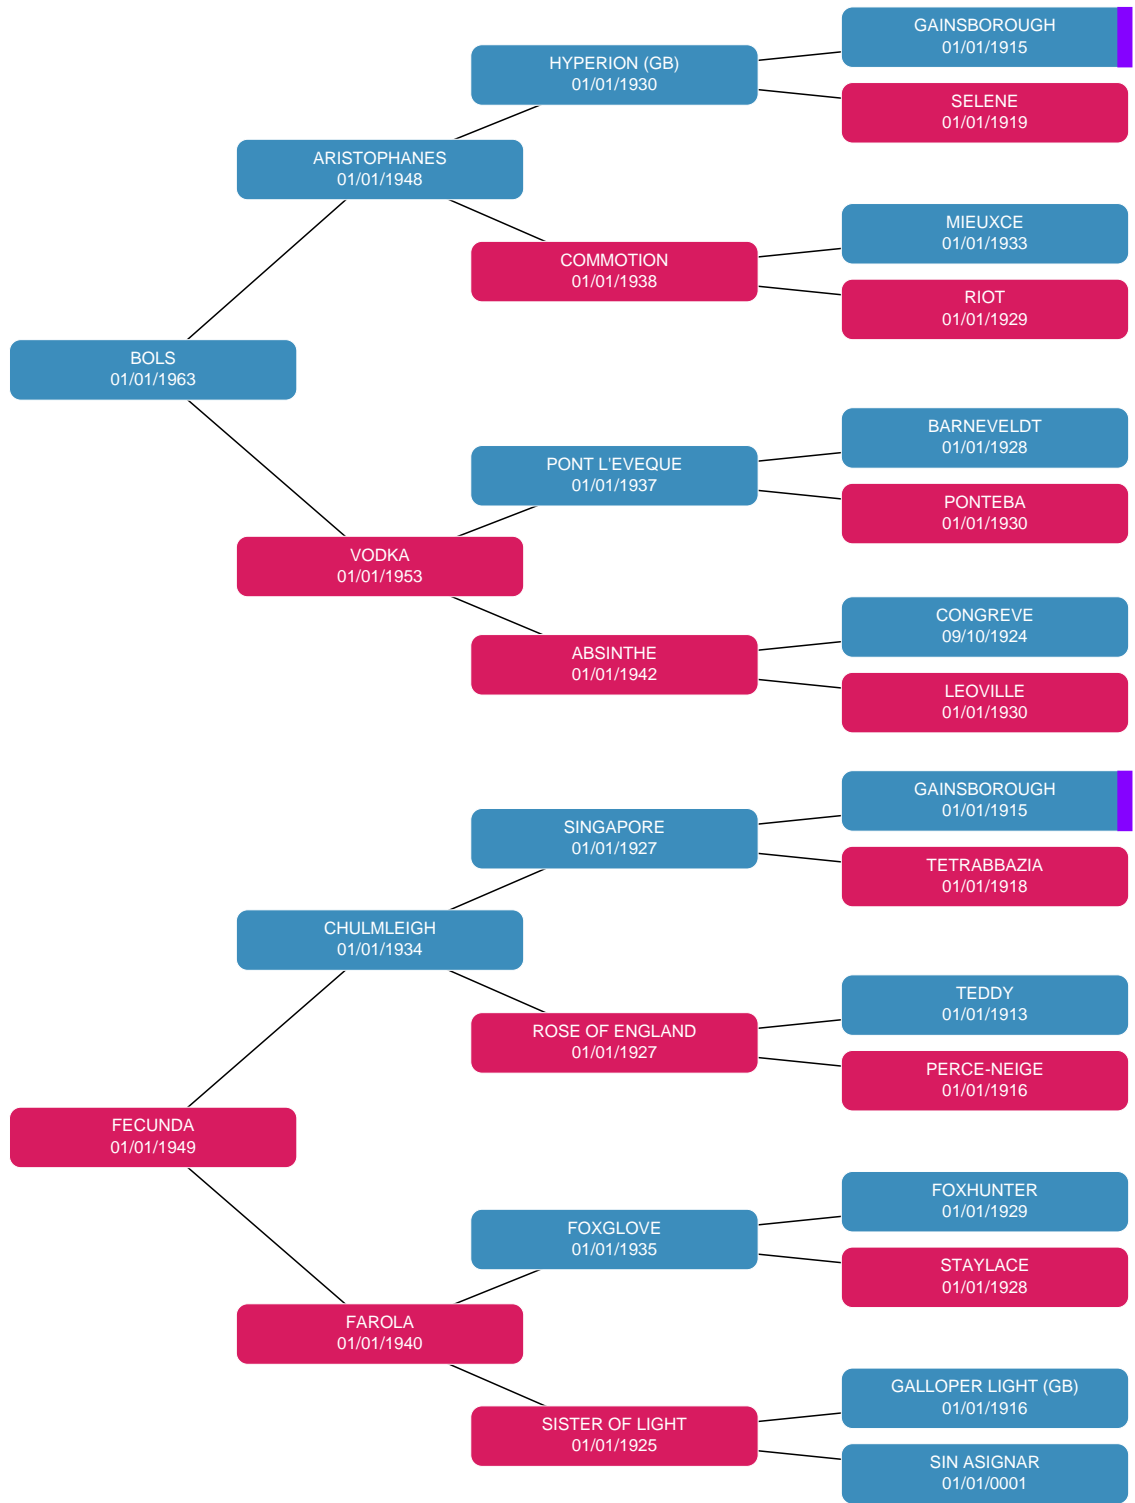 GAINSBOROUGH
01/01/1915
HYPERION (GB)
01/01/1930
SELENE
01/01/1919
ARISTOPHANES
01/01/1948
MIEUXCE
01/01/1933
COMMOTION
01/01/1938
RIOT
01/01/1929
BOLS
01/01/1963
BARNEVELDT
01/01/1928
PONT L'EVEQUE
01/01/1937
PONTEBA
01/01/1930
VODKA
01/01/1953
CONGREVE
09/10/1924
ABSINTHE
01/01/1942
LEOVILLE
01/01/1930
GAINSBOROUGH
01/01/1915
SINGAPORE
01/01/1927
TETRABBAZIA
01/01/1918
CHULMLEIGH
01/01/1934
TEDDY
01/01/1913
ROSE OF ENGLAND
01/01/1927
PERCE-NEIGE
01/01/1916
FECUNDA
01/01/1949
FOXHUNTER
01/01/1929
FOXGLOVE
01/01/1935
STAYLACE
01/01/1928
FAROLA
01/01/1940
GALLOPER LIGHT (GB)
01/01/1916
SISTER OF LIGHT
01/01/1925
SIN ASIGNAR
01/01/0001